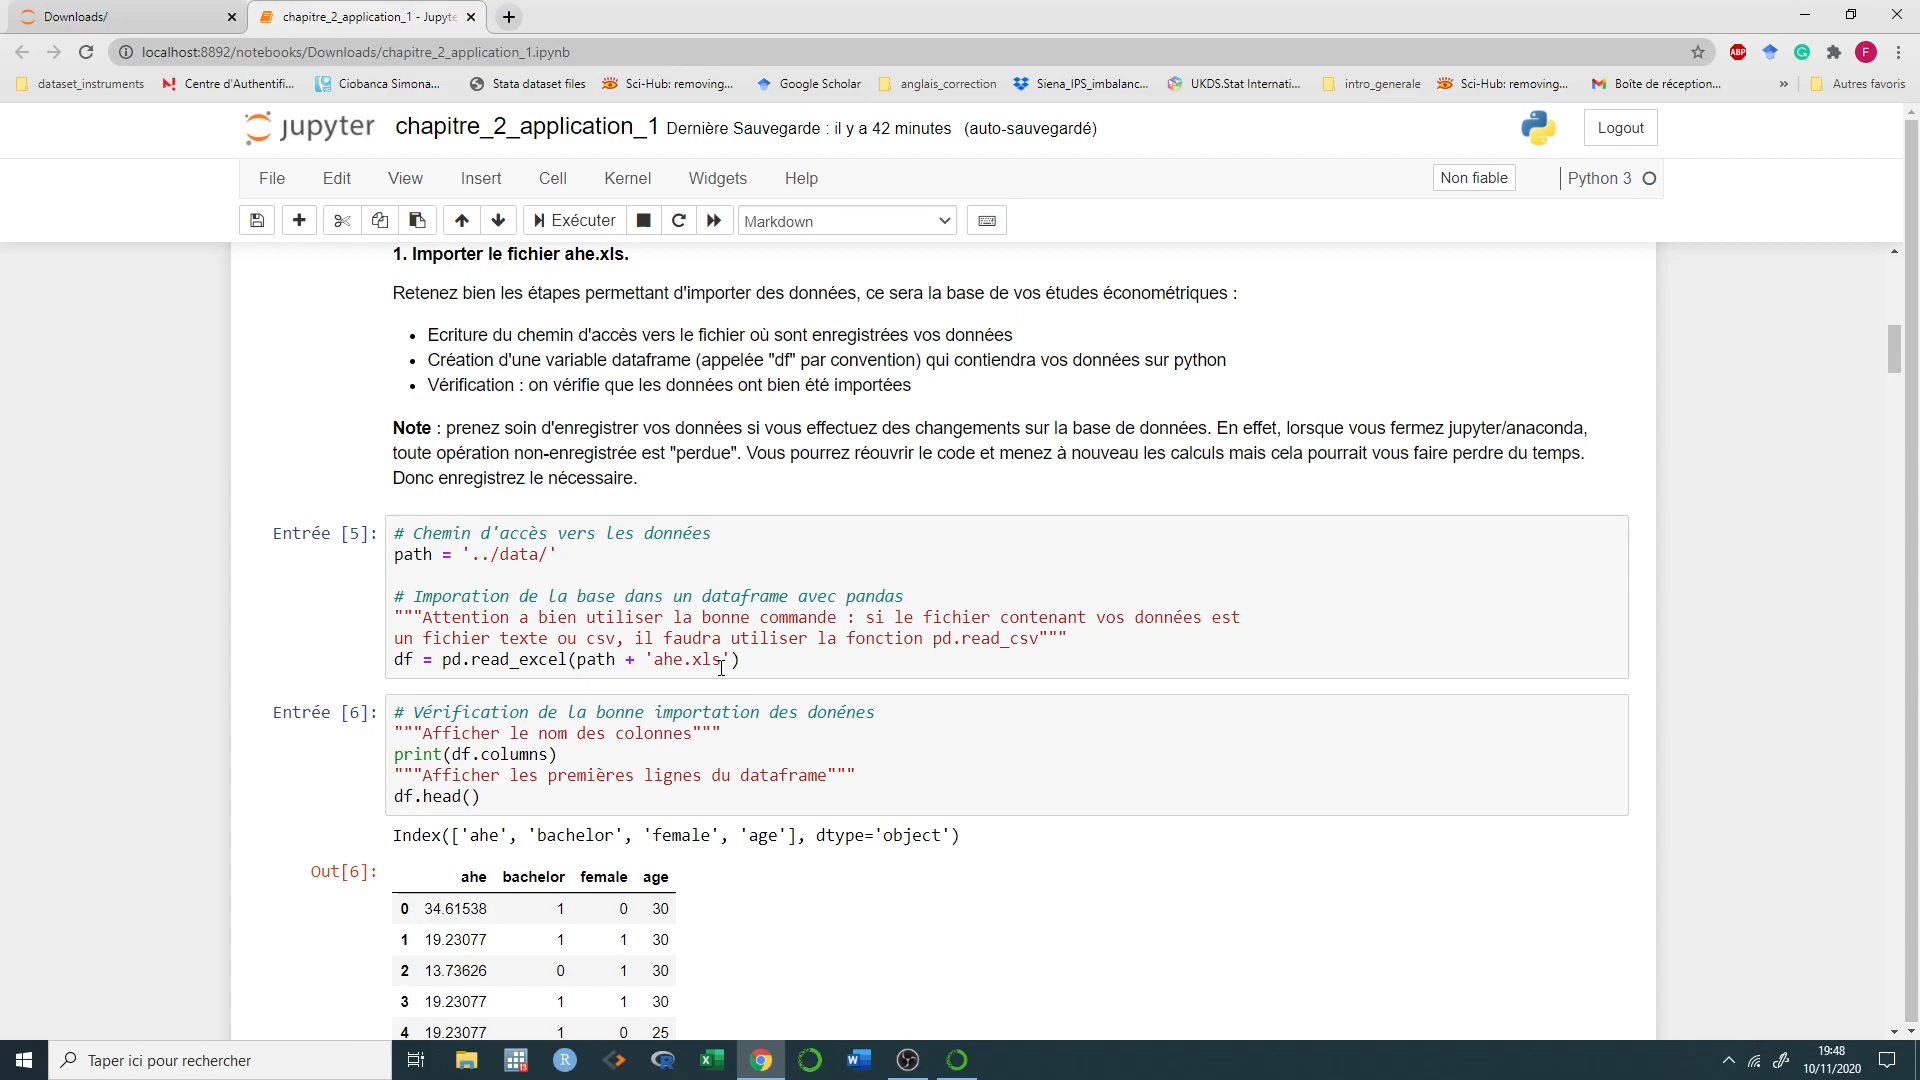 Downloads/
chapitre_2_application_1 - Jupyte
localhost:8892/notebooks/Downloads/chapitre_2_application_1.ipynb
ABP
F
dataset_instruments
Centre d'Authentifi...
Ciobanca Simona...
Stata dataset files
Sci-Hub: removing...
Google Scholar
anglais_correction
Siena_IPS_imbalanc...
UKDS.Stat Internati...
intro_generale
Sci-Hub: removing...
Boîte de réception...
»
Autres favoris
jupyter chapitre_2_application_1 Dernière Sauvegarde : il y a 42 minutes (auto-sauvegardé)
Logout
File Edit View Insert Cell Kernel Widgets Help
Non fiable
Python 3
Exécuter
Markdown
1. Importer le fichier ahe.xls.
Retenez bien les étapes permettant d'importer des données, ce sera la base de vos études économétriques :
• Ecriture du chemin d'accès vers le fichier où sont enregistrées vos données
• Création d'une variable dataframe (appelée "df" par convention) qui contiendra vos données sur python
• Vérification : on vérifie que les données ont bien été importées
Note : prenez soin d'enregistrer vos données si vous effectuez des changements sur la base de données. En effet, lorsque vous fermez jupyter/anaconda,
toute opération non-enregistrée est "perdue". Vous pourrez réouvrir le code et menez à nouveau les calculs mais cela pourrait vous faire perdre du temps.
Donc enregistrez le nécessaire.
Entrée [5]:
# Chemin d'accès vers les données
path = '../data/'
# Imporation de la base dans un dataframe avec pandas
"""Attention a bien utiliser la bonne commande : si le fichier contenant vos données est
un fichier texte ou csv, il faudra utiliser la fonction pd.read_csv"""
df = pd.read_excel(path + 'ahe.xls')
Entrée [6]:
# Vérification de la bonne importation des donénes
"""Afficher le nom des colonnes"""
print(df.columns)
"""Afficher les premières lignes du dataframe"""
df.head()
Index(['ahe', 'bachelor', 'female', 'age'], dtype='object')
Out[6]:
ahe bachelor female age
0 34.61538 1 0 30
1 19.23077 1 1 30
2 13.73626 0 1 30
3 19.23077 1 1 30
4 19.23077 1 0 25
Taper ici pour rechercher
19:48
10/11/2020